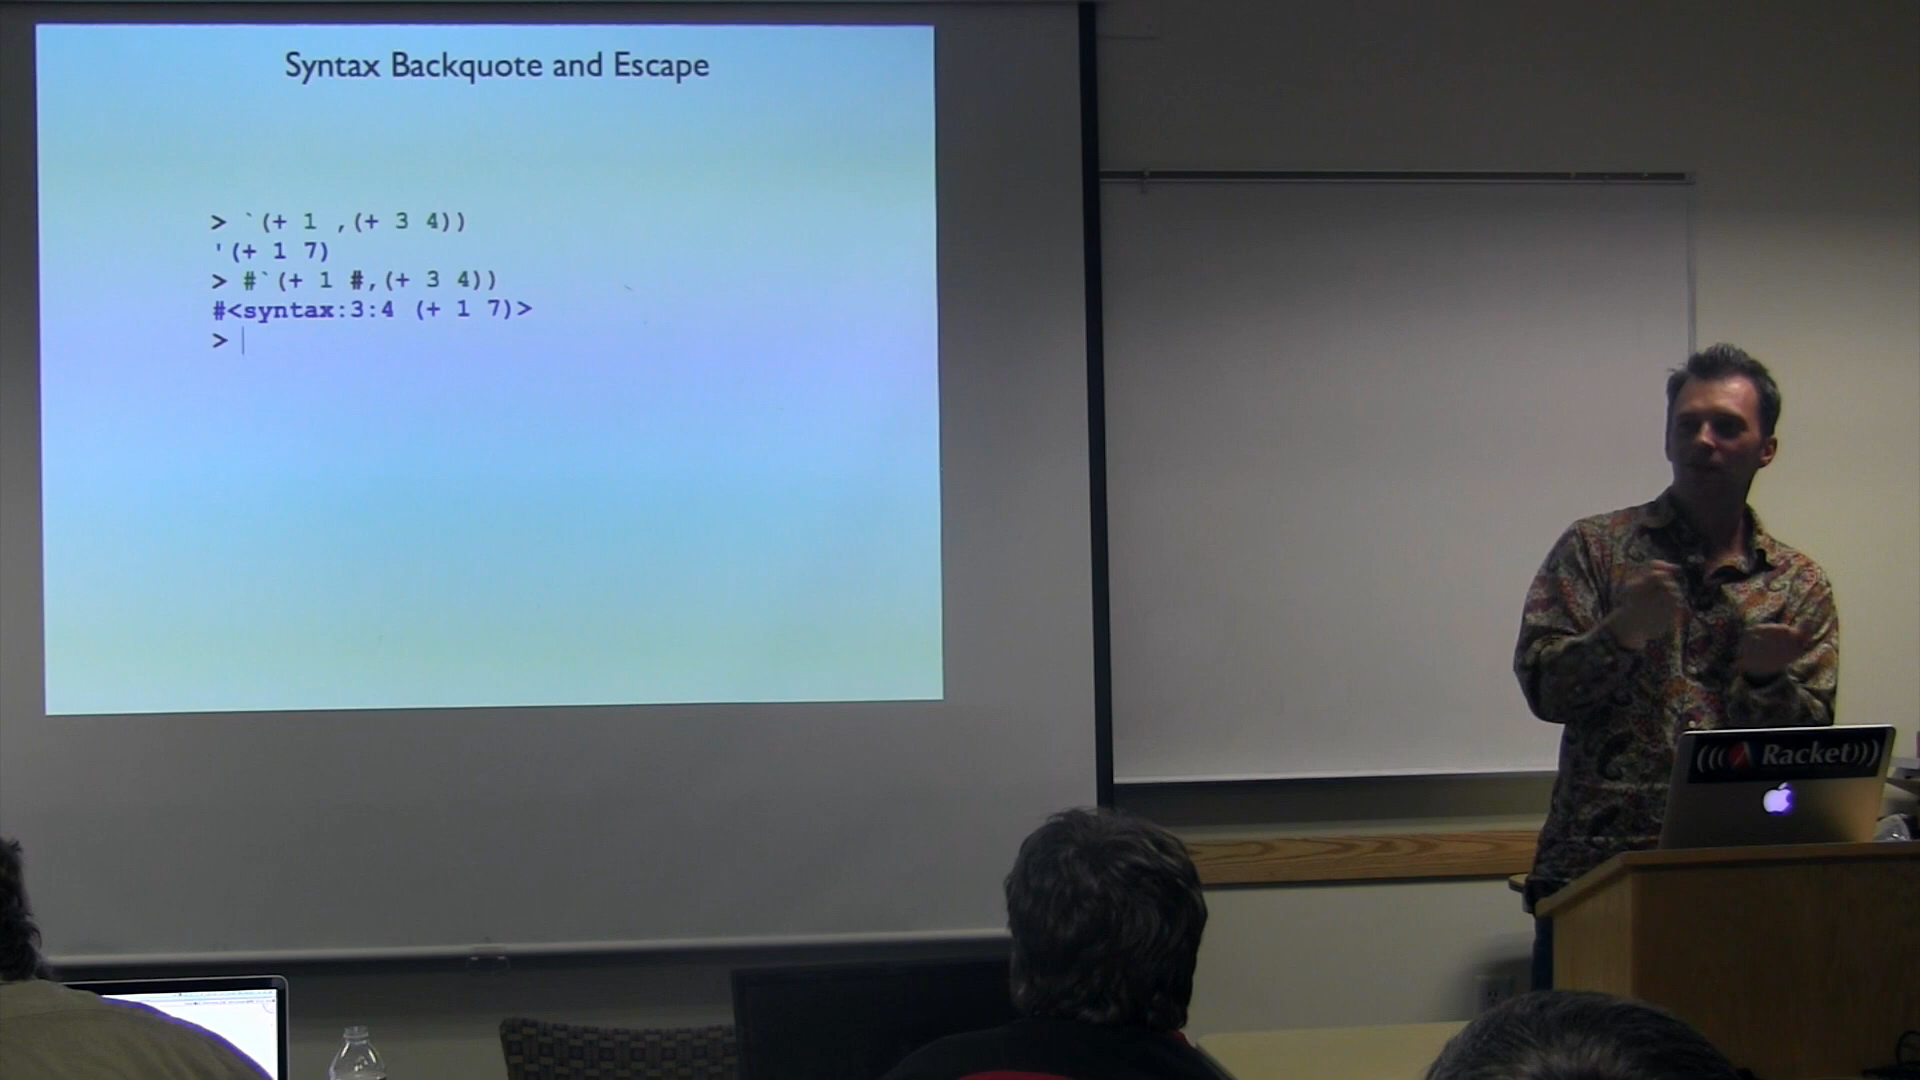 Syntax Backquote and Escape
> `(+ 1 ,(+ 3 4))
'(+ 1 7)
> #`(+ 1 #,(+ 3 4))
#<syntax:3:4 (+ 1 7)>
>
(((Racket)))